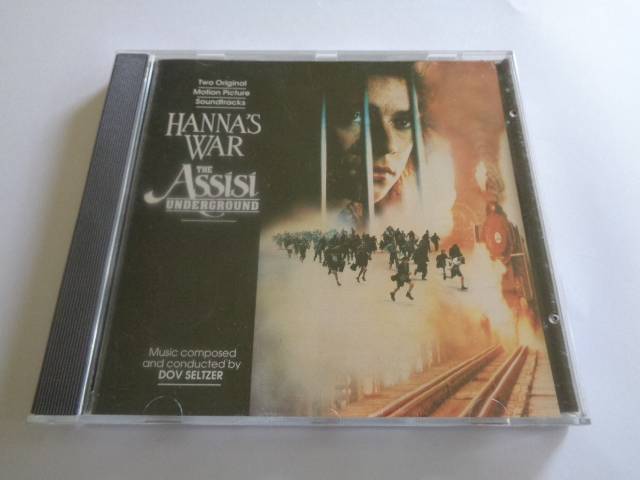 Two Original
Motion Picture
Soundtracks
HANNA'S
WAR
THE
ASSISI
UNDERGROUND
Music composed
and conducted by
DOV SELTZER